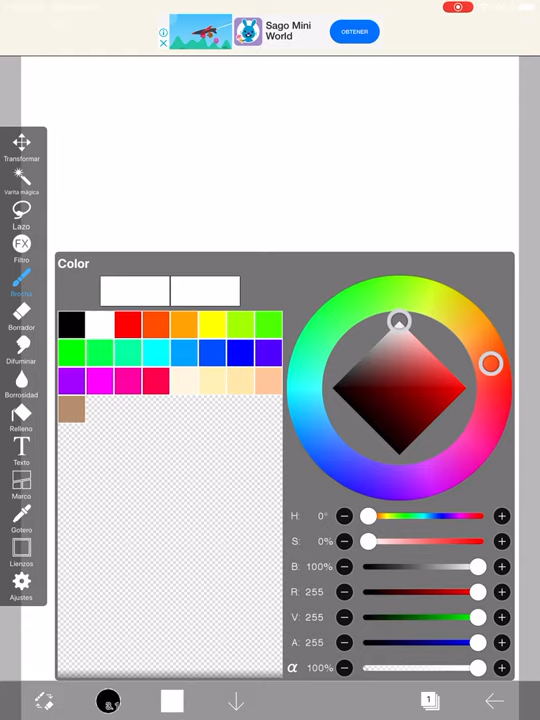 Sago Mini
World
OBTENER
Transformar
Varita mágica
Lazo
FX
Filtro
Brocha
Borrador
Difuminar
Borrosidad
Relleno
T
Texto
Marco
Gotero
Lienzos
Ajustes
Color
H: 0°
S: 0%
B: 100%
R: 255
V: 255
A: 255
α 100%
1